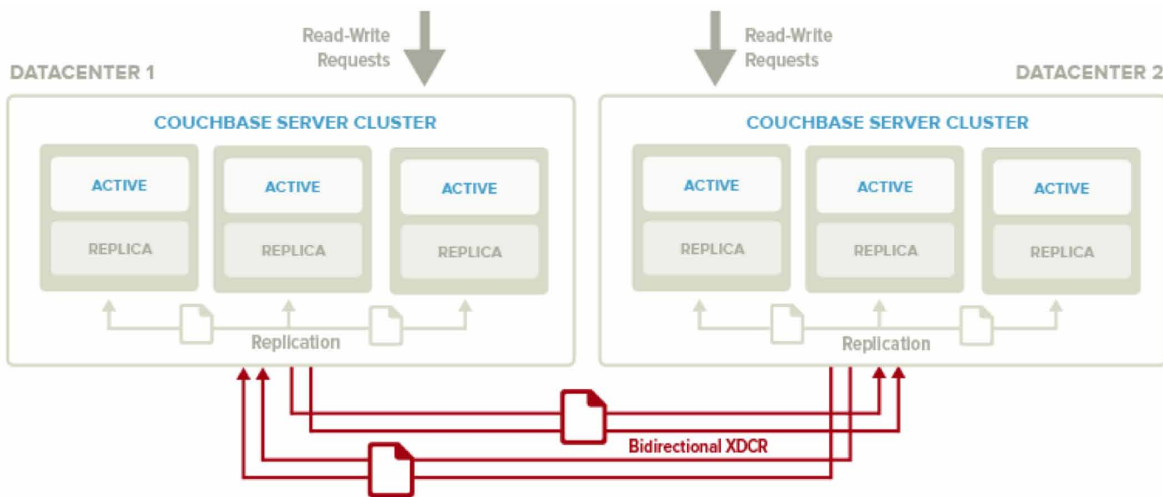 Read-Write
Requests
Read-Write
Requests
DATACENTER 1
DATACENTER 2
COUCHBASE SERVER CLUSTER
COUCHBASE SERVER CLUSTER
ACTIVE
ACTIVE
ACTIVE
ACTIVE
ACTIVE
ACTIVE
REPLICA
REPLICA
REPLICA
REPLICA
REPLICA
REPLICA
Replication
Replication
Bidirectional XDCR